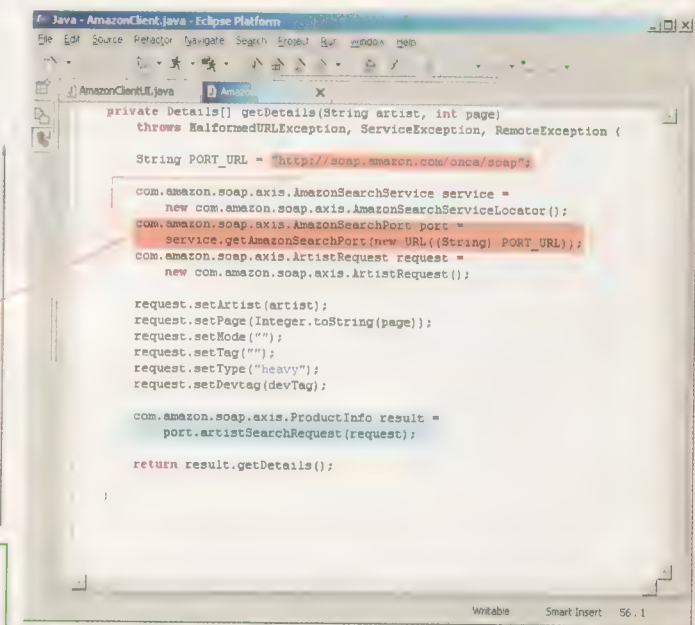 Java - AmazonClient.java - Eclipse Platform
File Edit Source Refactor Navigate Search Project Run Window Help
AmazonClientUI.java Amazo
private Details[] getDetails(String artist, int page)
throws MalformedURLException, ServiceException, RemoteException {
String PORT_URL = "http://soap.amazon.com/onca/soap";
com.amazon.soap.axis.AmazonSearchService service =
new com.amazon.soap.axis.AmazonSearchServiceLocator();
com.amazon.soap.axis.AmazonSearchPort port =
service.getAmazonSearchPort(new URL((String) PORT_URL));
com.amazon.soap.axis.ArtistRequest request =
new com.amazon.soap.axis.ArtistRequest();
request.setArtist(artist);
request.setPage(Integer.toString(page));
request.setMode("");
request.setTag("");
request.setType("heavy");
request.setDevtag(devTag);
com.amazon.soap.axis.ProductInfo result =
port.artistSearchRequest(request);
return result.getDetails();
}
Writable Smart Insert 56 . 1